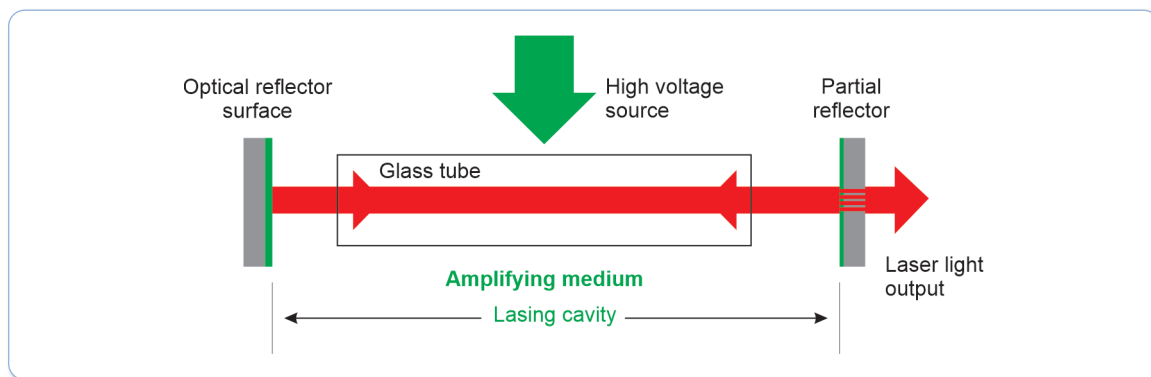 Optical reflector
surface
High voltage
source
Partial
reflector
Glass tube
Amplifying medium
Lasing cavity
Laser light
output